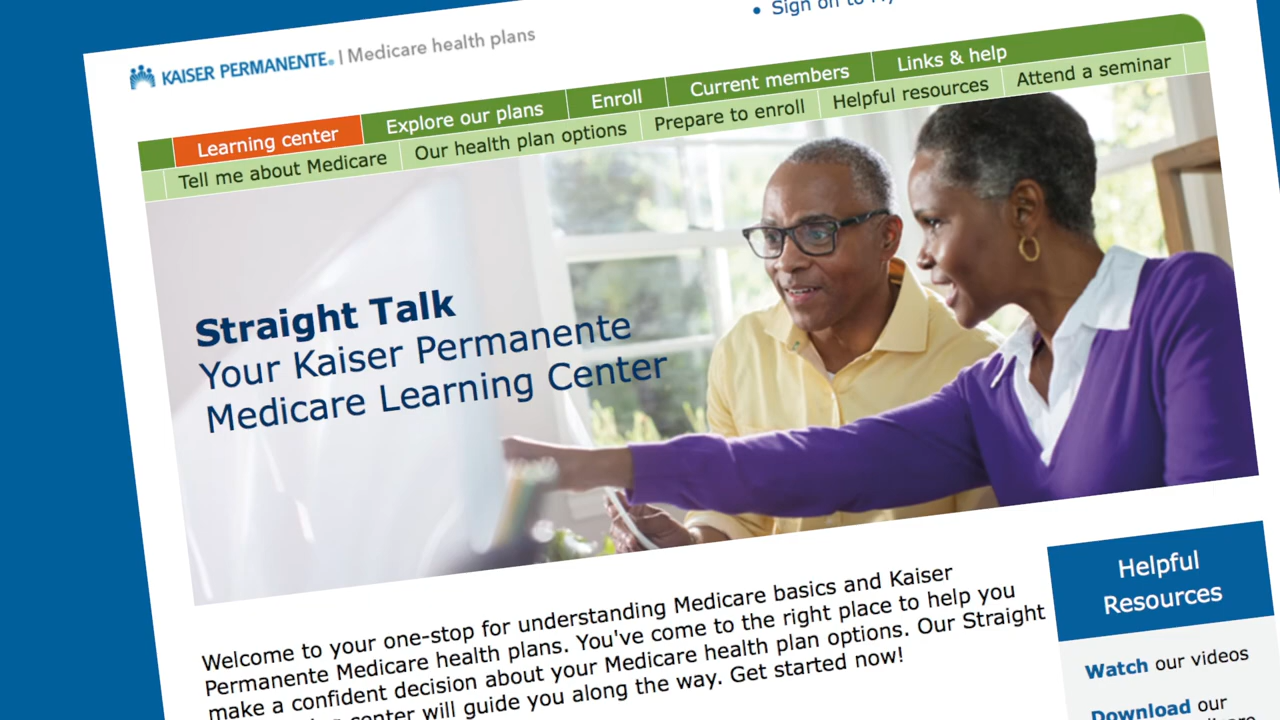 Sign on to
KAISER PERMANENTE® | Medicare health plans
Learning center Explore our plans Enroll Current members Links & help
Tell me about Medicare Our health plan options Prepare to enroll Helpful resources Attend a seminar
Straight Talk
Your Kaiser Permanente
Medicare Learning Center
Welcome to your one-stop for understanding Medicare basics and Kaiser
Permanente Medicare health plans. You've come to the right place to help you
make a confident decision about your Medicare health plan options. Our Straight
center will guide you along the way. Get started now!
Helpful
Resources
Watch our videos
Download our